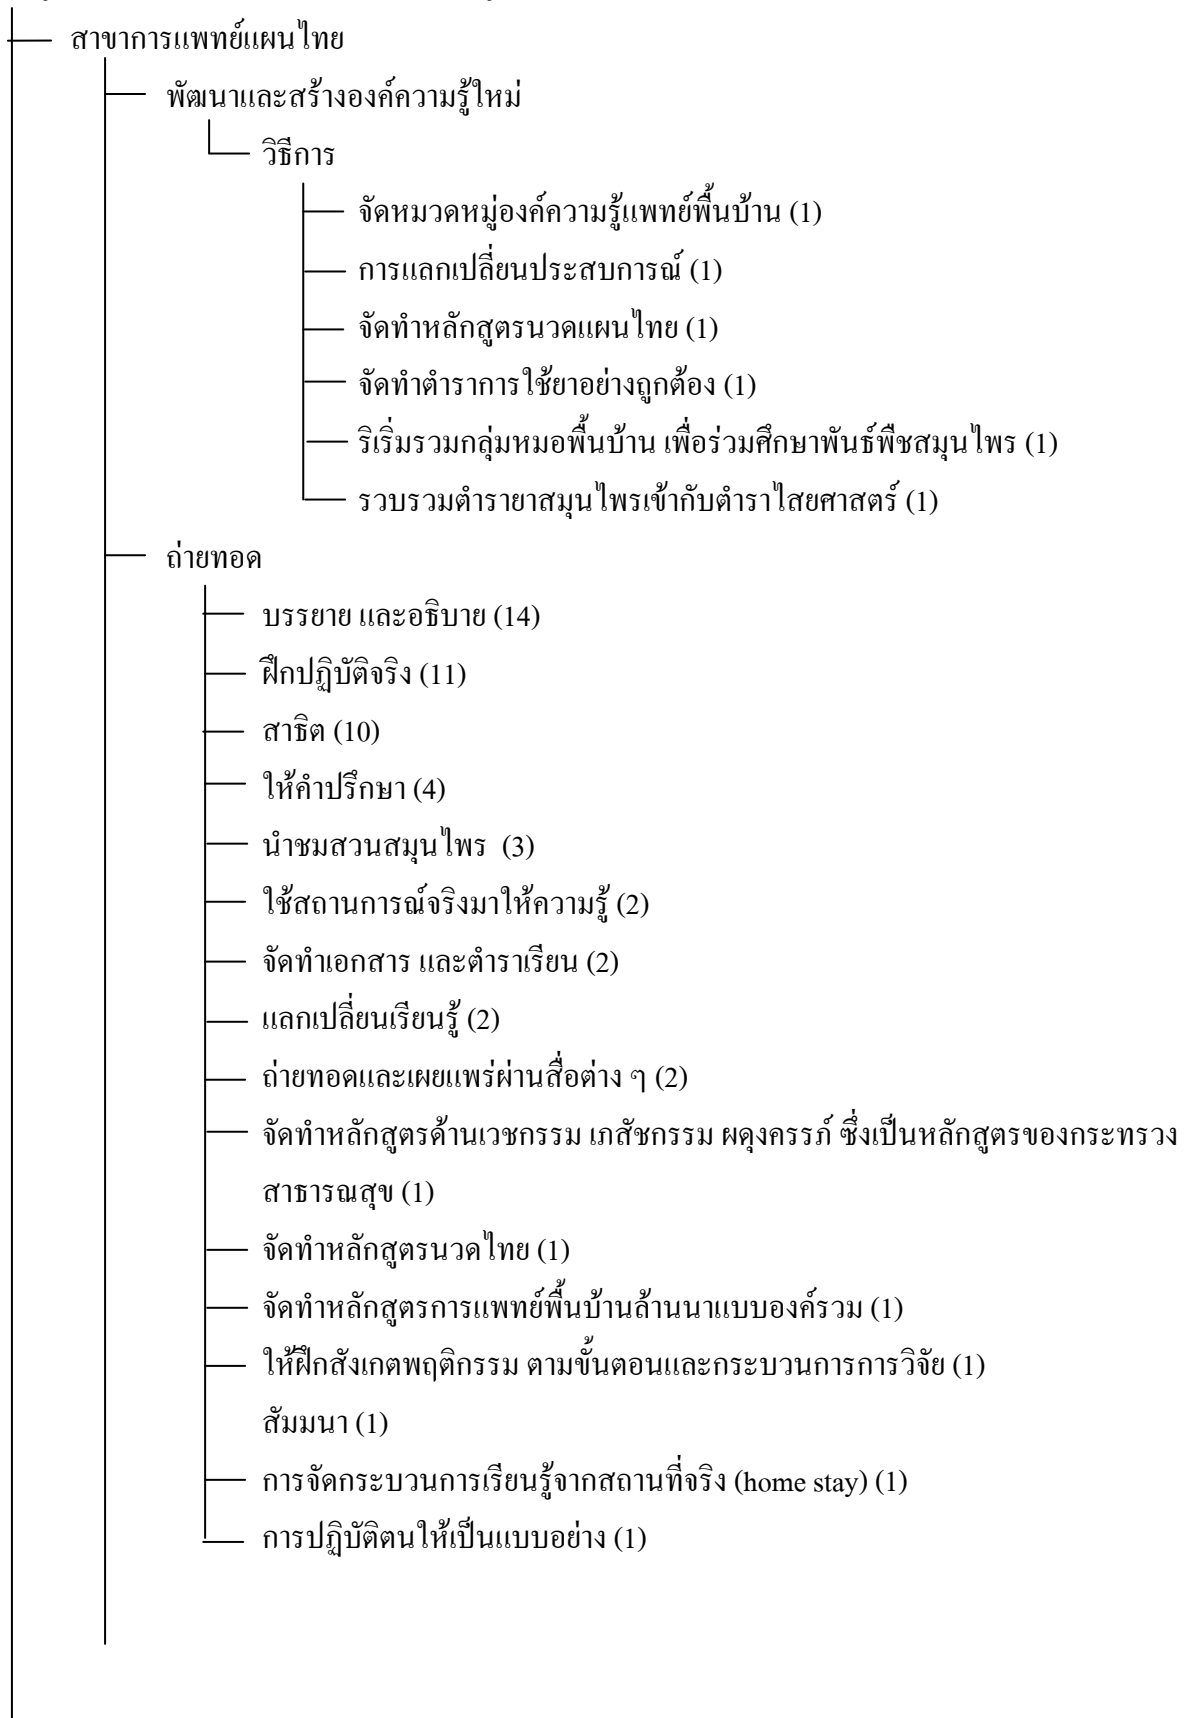 สาขาการแพทย์แผนไทย
พัฒนาและสร้างองค์ความรู้ใหม่
วิธีการ
จัดหมวดหมู่องค์ความรู้แพทย์พื้นบ้าน (1)
การแลกเปลี่ยนประสบการณ์ (1)
จัดทำหลักสูตรนวดแผนไทย (1)
จัดทำตำราการใช้ยาอย่างถูกต้อง (1)
ริเริ่มรวมกลุ่มหมอพื้นบ้าน เพื่อร่วมศึกษาพันธ์พืชสมุนไพร (1)
รวบรวมตำรายาสมุนไพรเข้ากับตำราไสยศาสตร์ (1)
ถ่ายทอด
บรรยาย และอธิบาย (14)
ฝึกปฏิบัติจริง (11)
สาธิต (10)
ให้คำปรึกษา (4)
นำชมสวนสมุนไพร  (3)
ใช้สถานการณ์จริงมาให้ความรู้ (2)
จัดทำเอกสาร และตำราเรียน (2)
แลกเปลี่ยนเรียนรู้ (2)
ถ่ายทอดและเผยแพร่ผ่านสื่อต่าง ๆ (2)
จัดทำหลักสูตรด้านเวชกรรม เภสัชกรรม ผดุงครรภ์ ซึ่งเป็นหลักสูตรของกระทรวง
สาธารณสุข (1)
จัดทำหลักสูตรนวดไทย (1)
จัดทำหลักสูตรการแพทย์พื้นบ้านล้านนาแบบองค์รวม (1)
ให้ฝึกสังเกตพฤติกรรม ตามขั้นตอนและกระบวนการการวิจัย (1)
สัมมนา (1)
การจัดกระบวนการเรียนรู้จากสถานที่จริง (home stay) (1)
การปฏิบัติตนให้เป็นแบบอย่าง (1)